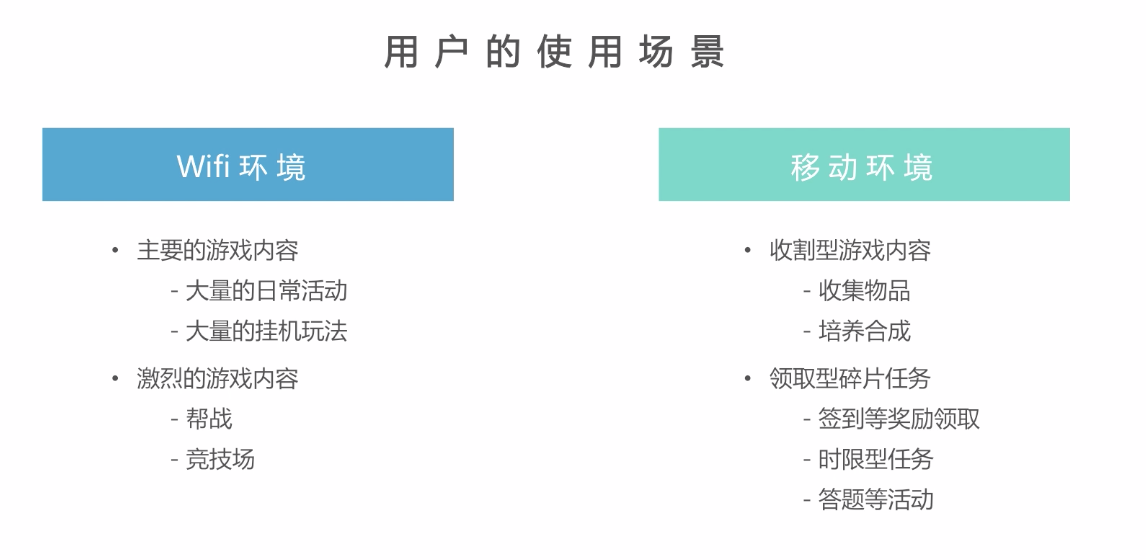 用户的使用场景
Wifi 环境
• 主要的游戏内容
- 大量的日常活动
- 大量的挂机玩法
• 激烈的游戏内容
- 帮战
- 竞技场
移动环境
• 收割型游戏内容
- 收集物品
- 培养合成
• 领取型碎片任务
- 签到等奖励领取
- 时限型任务
- 答题等活动